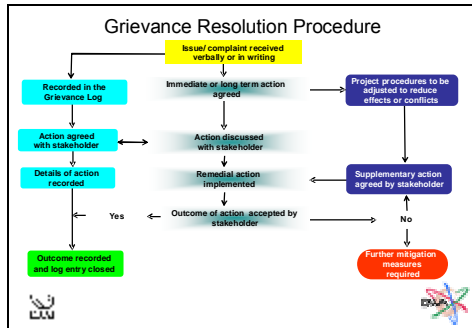 Grievance Resolution Procedure
Issue/ complaint received
verbally or in writing
Recorded in the
Grievance Log
Immediate or long term action
agreed
Project procedures to be
adjusted to reduce
effects or conflicts
Action agreed
with stakeholder
Action discussed
with stakeholder
Details of action
recorded
Remedial action
implemented
Supplementary action
agreed by stakeholder
Yes
Outcome of action accepted by
stakeholder
No
Outcome recorded
and log entry closed
Further mitigation
measures
required